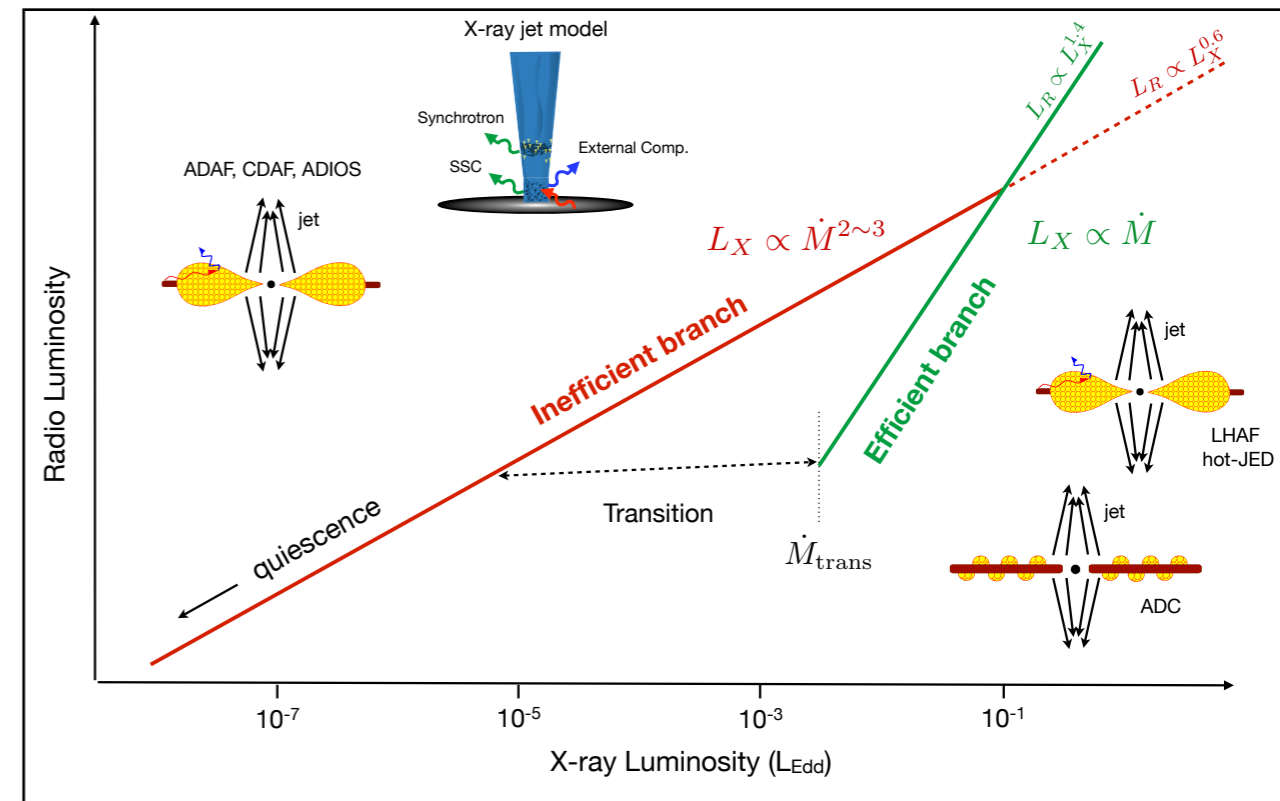 X-ray jet model
Synchrotron
External Comp.
SSC
ADAF, CDAF, ADIOS
jet
L_R ∝ L_X^{1.4}
L_R ∝ L_X^{0.6}
L_X ∝ Ṁ^{2∼3}
L_X ∝ Ṁ
Inefficient branch
Efficient branch
jet
LHAF
hot-JED
Transition
quiescence
Ṁ_trans
jet
ADC
Radio Luminosity
10^-7
10^-5
10^-3
10^-1
X-ray Luminosity (L_Edd)